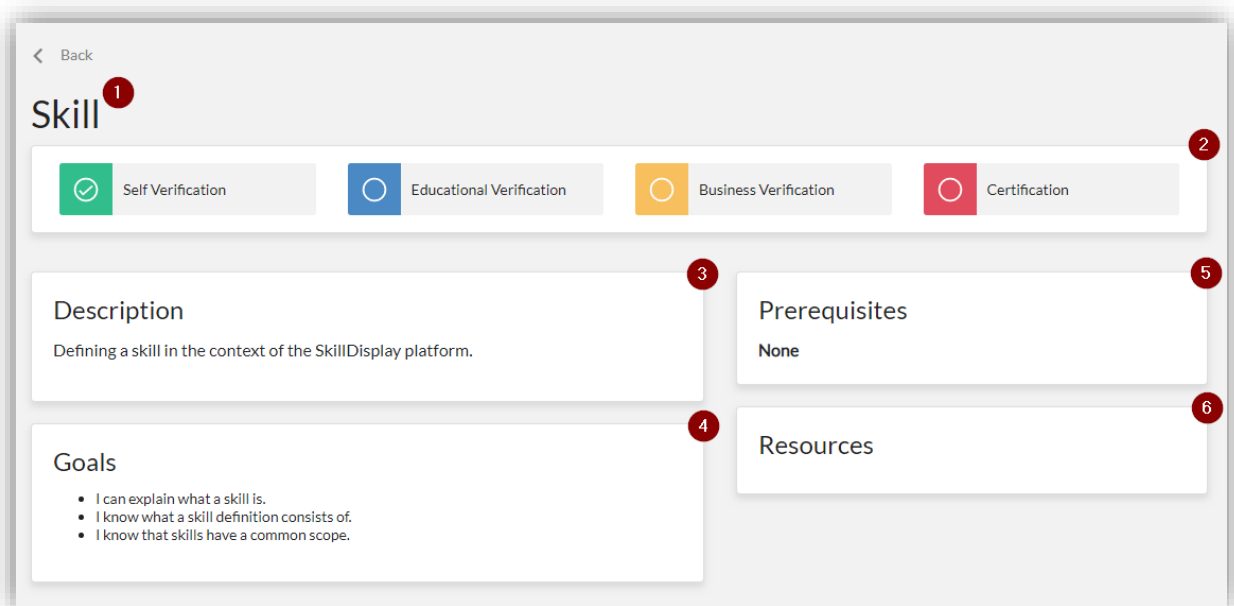 Back
Skill
1
2
Self Verification
Educational Verification
Business Verification
Certification
3
Description
Defining a skill in the context of the SkillDisplay platform.
4
Goals
I can explain what a skill is.
I know what a skill definition consists of.
I know that skills have a common scope.
5
Prerequisites
None
6
Resources